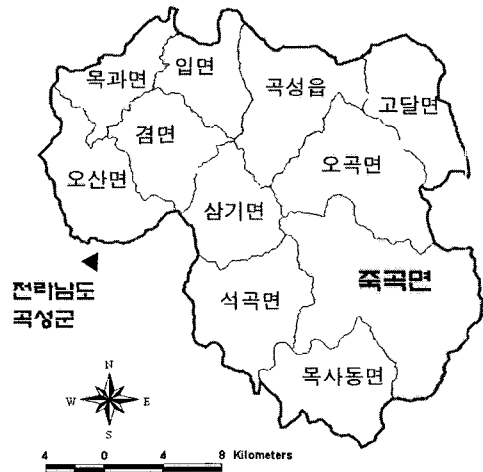 목과면
입면
곡성읍
고달면
겸면
오곡면
오산면
삼기면
죽곡면
석곡면
목사동면
전라남도
곡성군
N
W E
S
4 0 4 8 Kilometers